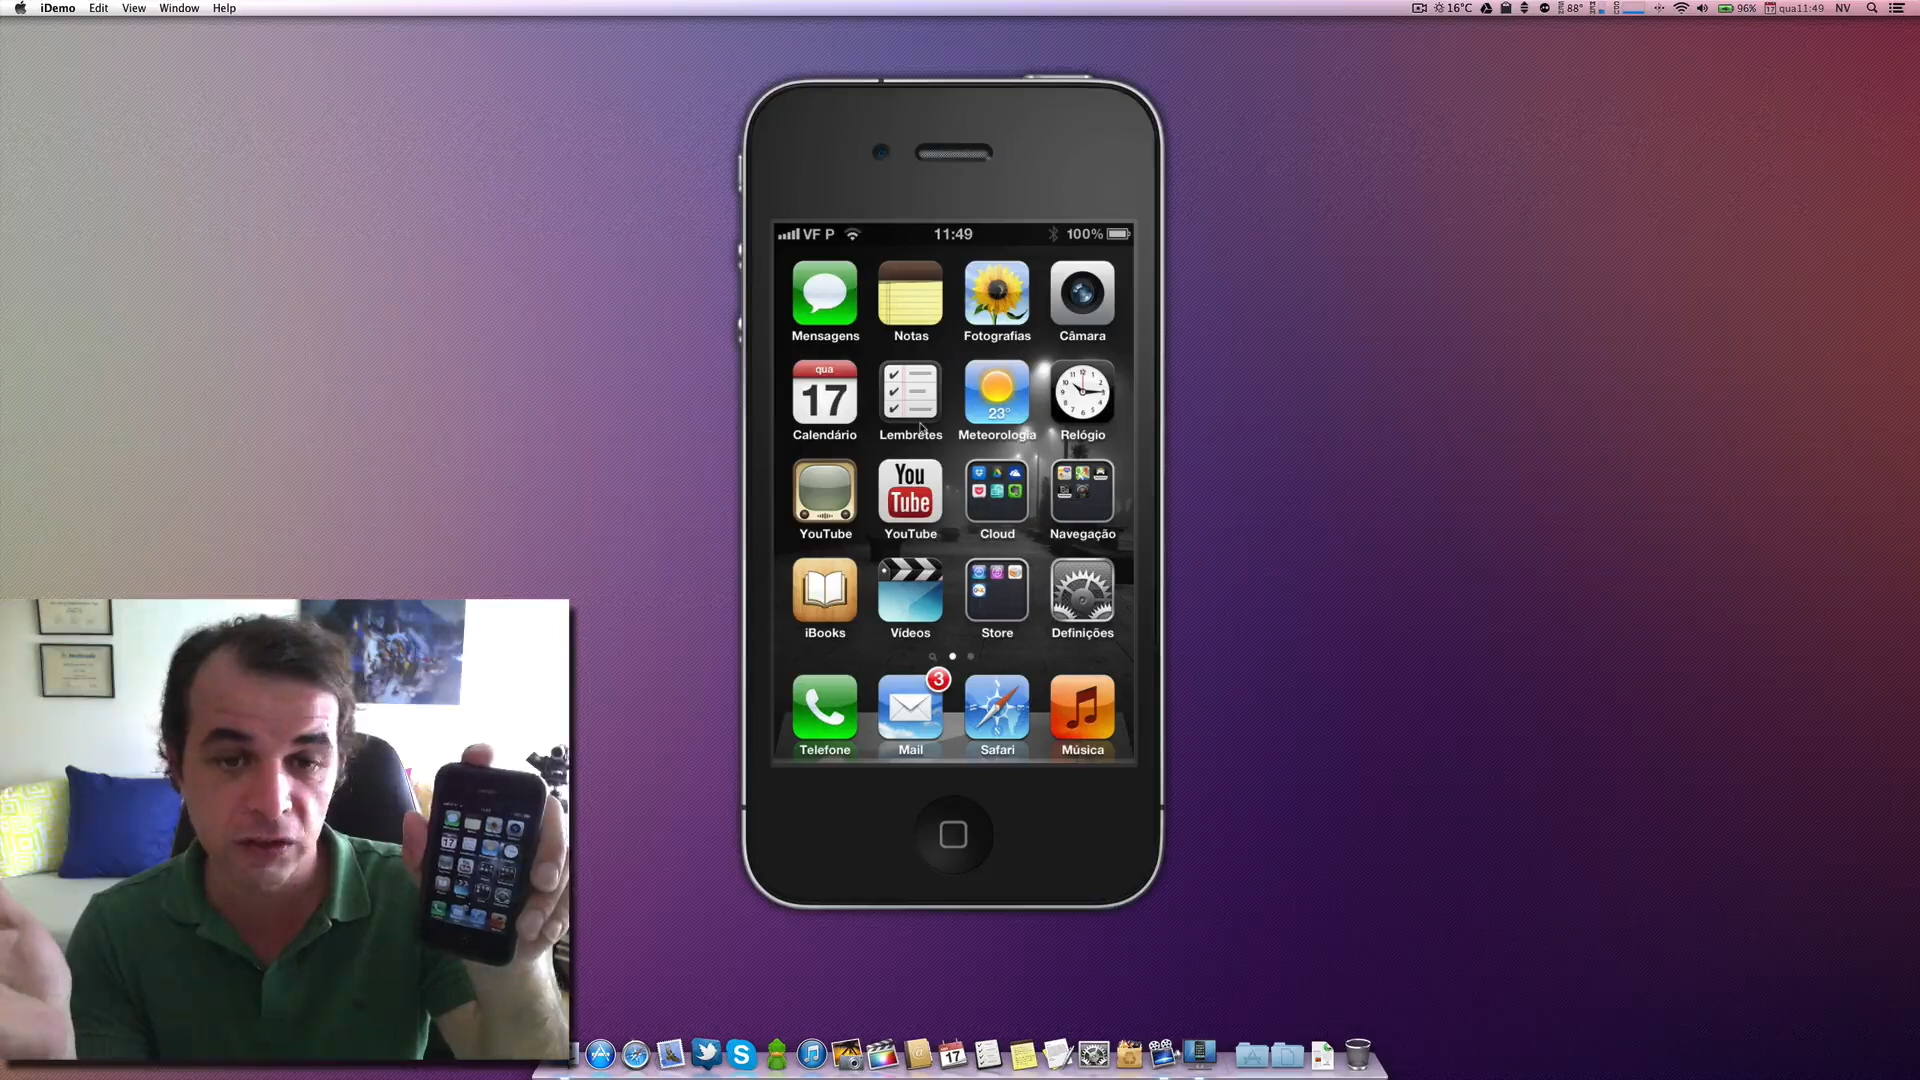 iDemo Edit View Window Help
16°C 88° 96% 17 qua11:49 NV
VF P 11:49 100%
Mensagens Notas Fotografias Câmara
qua
17
23°
Calendário Lembretes Meteorologia Relógio
You
Tube
YouTube YouTube Cloud Navegação
iBooks Vídeos Store Definições
3
Telefone Mail Safari Música
17